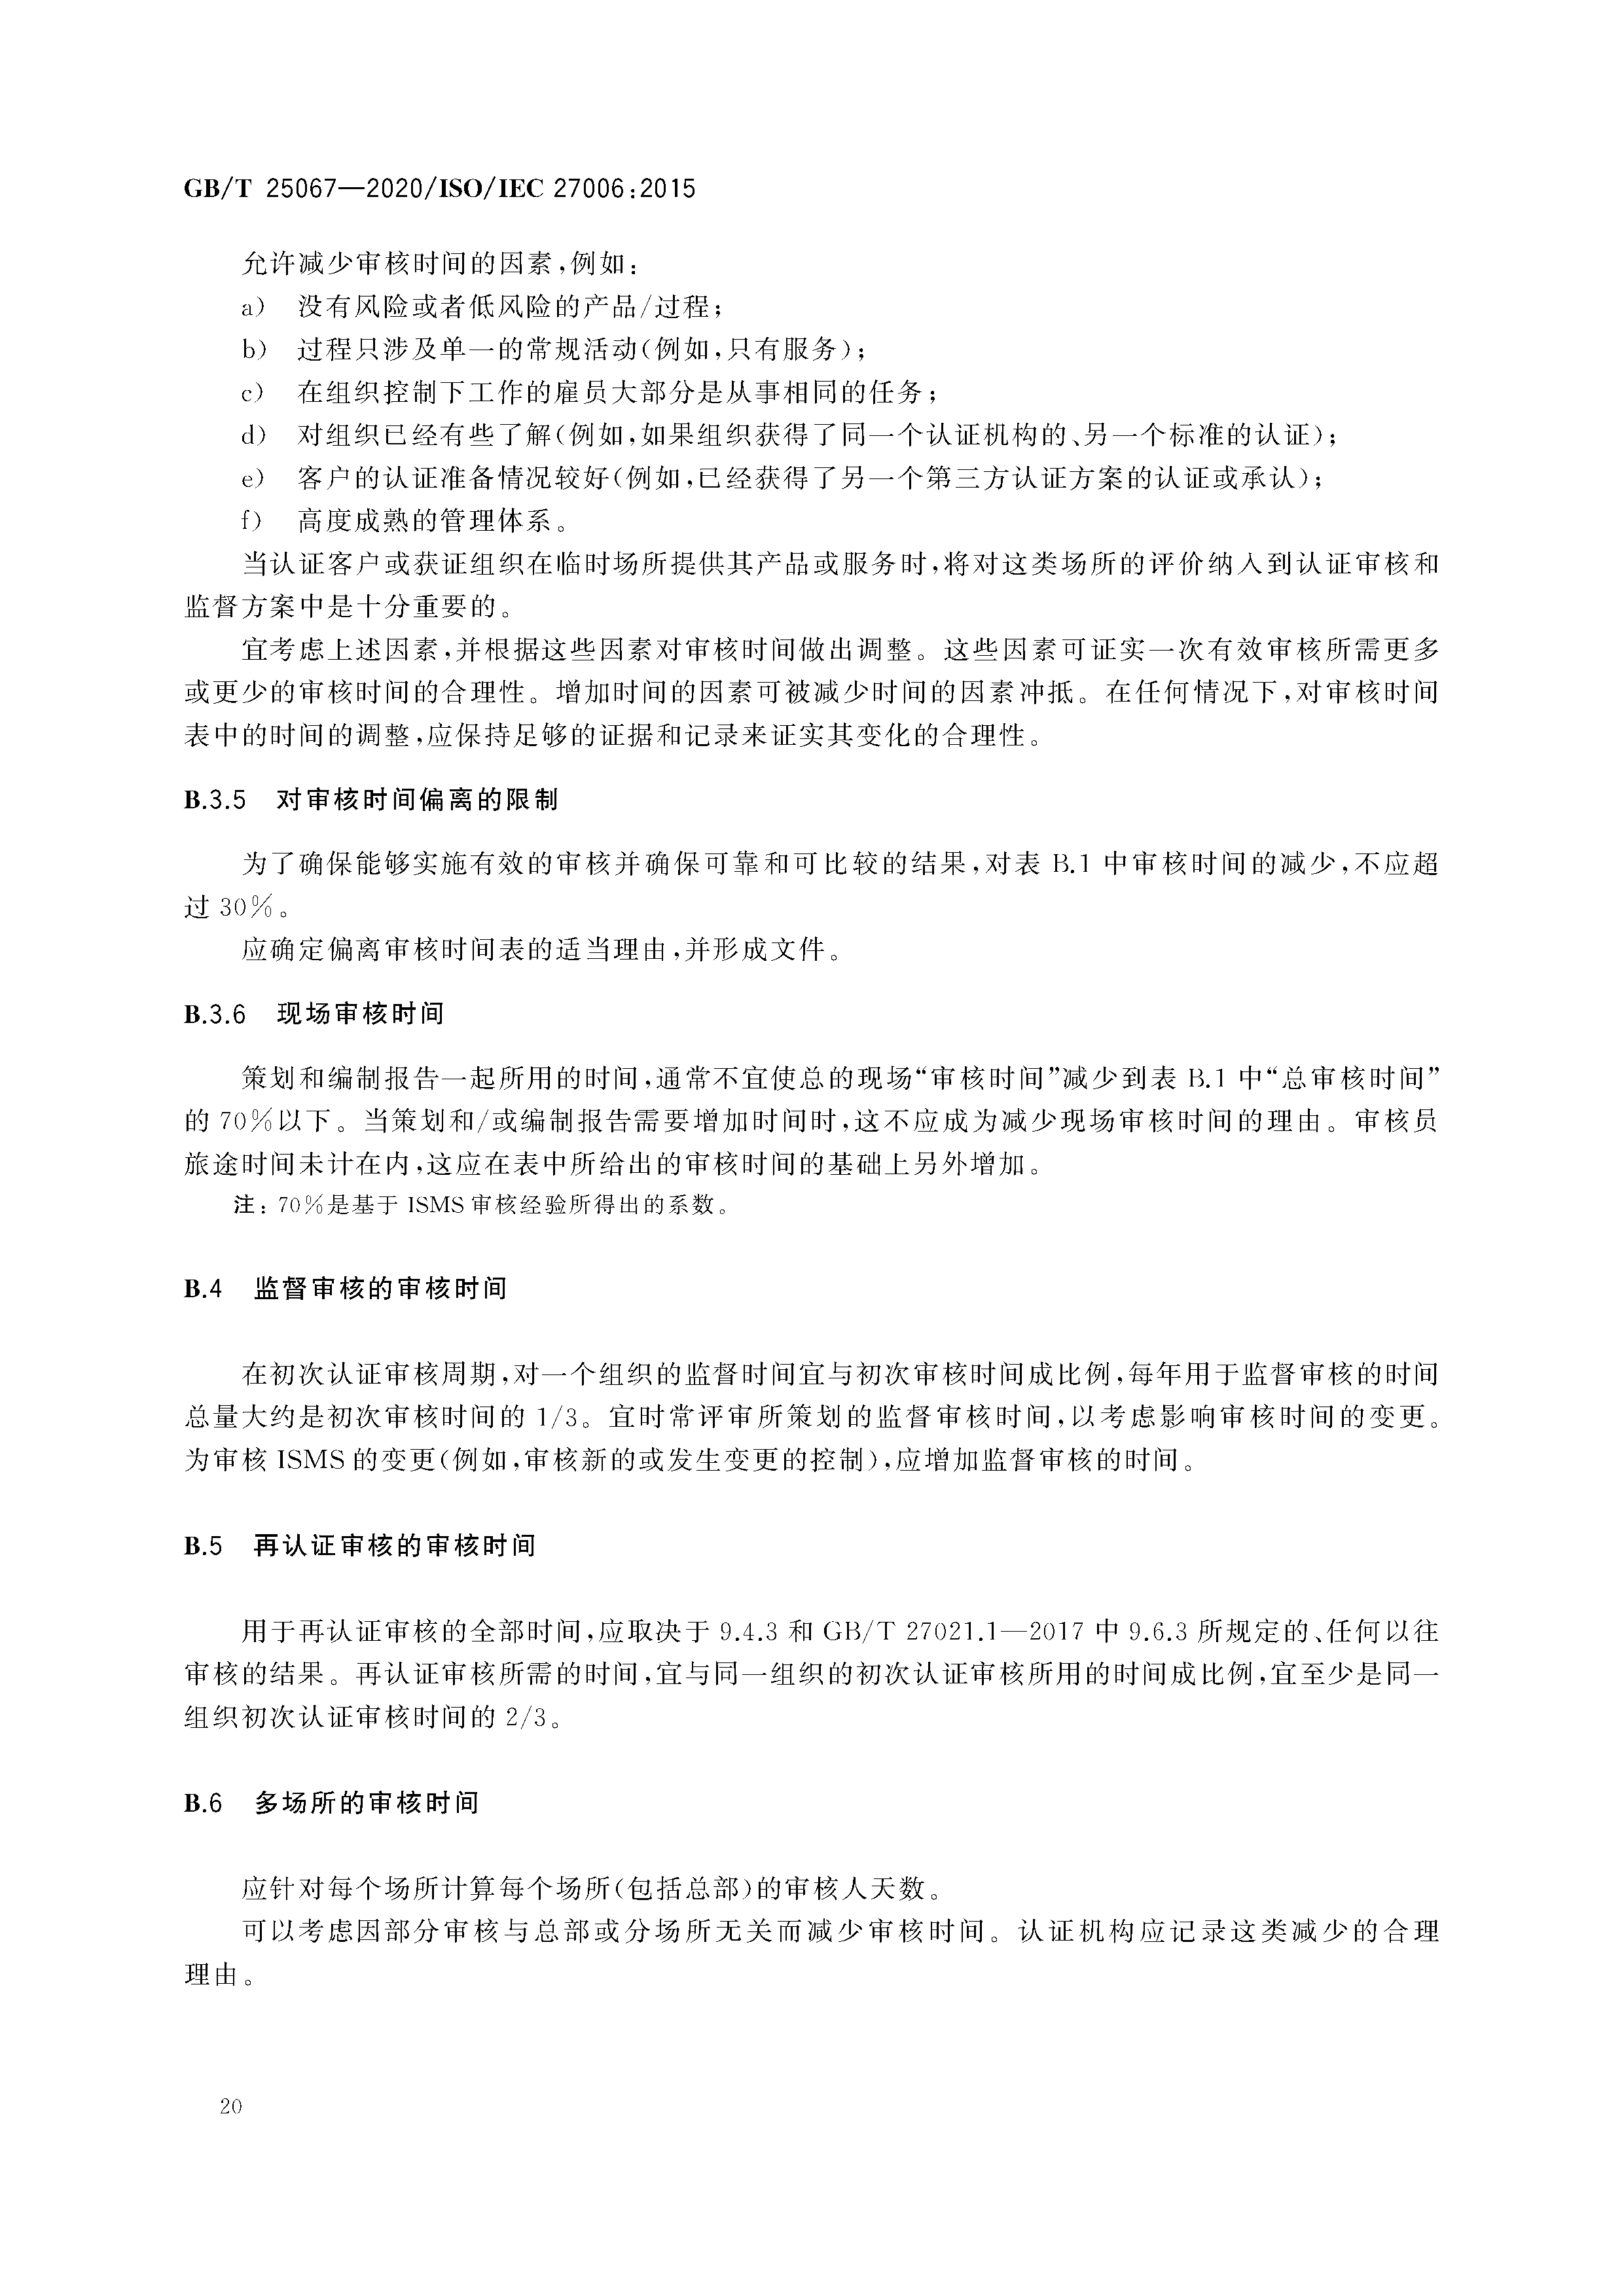 GB/T 25067—2020/ISO/IEC 27006:2015
允许减少审核时间的因素,例如:
a) 没有风险或者低风险的产品/过程;
b) 过程只涉及单一的常规活动(例如,只有服务);
c) 在组织控制下工作的雇员大部分是从事相同的任务;
d) 对组织已经有些了解(例如,如果组织获得了同一个认证机构的、另一个标准的认证);
e) 客户的认证准备情况较好(例如,已经获得了另一个第三方认证方案的认证或承认);
f) 高度成熟的管理体系。
当认证客户或获证组织在临时场所提供其产品或服务时,将对这类场所的评价纳入到认证审核和
监督方案中是十分重要的。
宜考虑上述因素,并根据这些因素对审核时间做出调整。这些因素可证实一次有效审核所需更多
或更少的审核时间的合理性。增加时间的因素可被减少时间的因素冲抵。在任何情况下,对审核时间
表中的时间的调整,应保持足够的证据和记录来证实其变化的合理性。
B.3.5 对审核时间偏离的限制
为了确保能够实施有效的审核并确保可靠和可比较的结果,对表 B.1 中审核时间的减少,不应超
过 30%。
应确定偏离审核时间表的适当理由,并形成文件。
B.3.6 现场审核时间
策划和编制报告一起所用的时间,通常不宜使总的现场“审核时间”减少到表 B.1 中“总审核时间”
的 70%以下。当策划和/或编制报告需要增加时间时,这不应成为减少现场审核时间的理由。审核员
旅途时间未计在内,这应在表中所给出的审核时间的基础上另外增加。
注: 70%是基于 ISMS 审核经验所得出的系数。
B.4 监督审核的审核时间
在初次认证审核周期,对一个组织的监督时间宜与初次审核时间成比例,每年用于监督审核的时间
总量大约是初次审核时间的 1/3。宜时常评审所策划的监督审核时间,以考虑影响审核时间的变更。
为审核 ISMS 的变更(例如,审核新的或发生变更的控制),应增加监督审核的时间。
B.5 再认证审核的审核时间
用于再认证审核的全部时间,应取决于 9.4.3 和 GB/T 27021.1—2017 中 9.6.3 所规定的、任何以往
审核的结果。再认证审核所需的时间,宜与同一组织的初次认证审核所用的时间成比例,宜至少是同一
组织初次认证审核时间的 2/3。
B.6 多场所的审核时间
应针对每个场所计算每个场所(包括总部)的审核人天数。
可以考虑因部分审核与总部或分场所无关而减少审核时间。认证机构应记录这类减少的合理
理由。
20